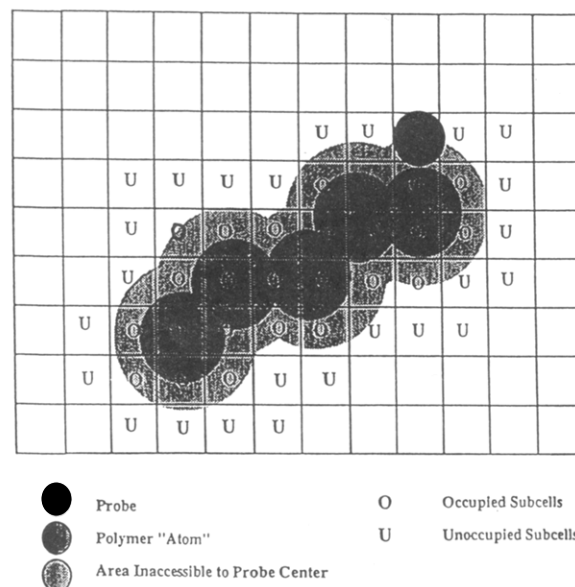 U U U U
U U U U O O U
U O O O O U
U O O O U U
U O O O U U U
U O O U U
U U U U
Probe
Polymer "Atom"
Area Inaccessible to Probe Center
O Occupied Subcells
U Unoccupied Subcells